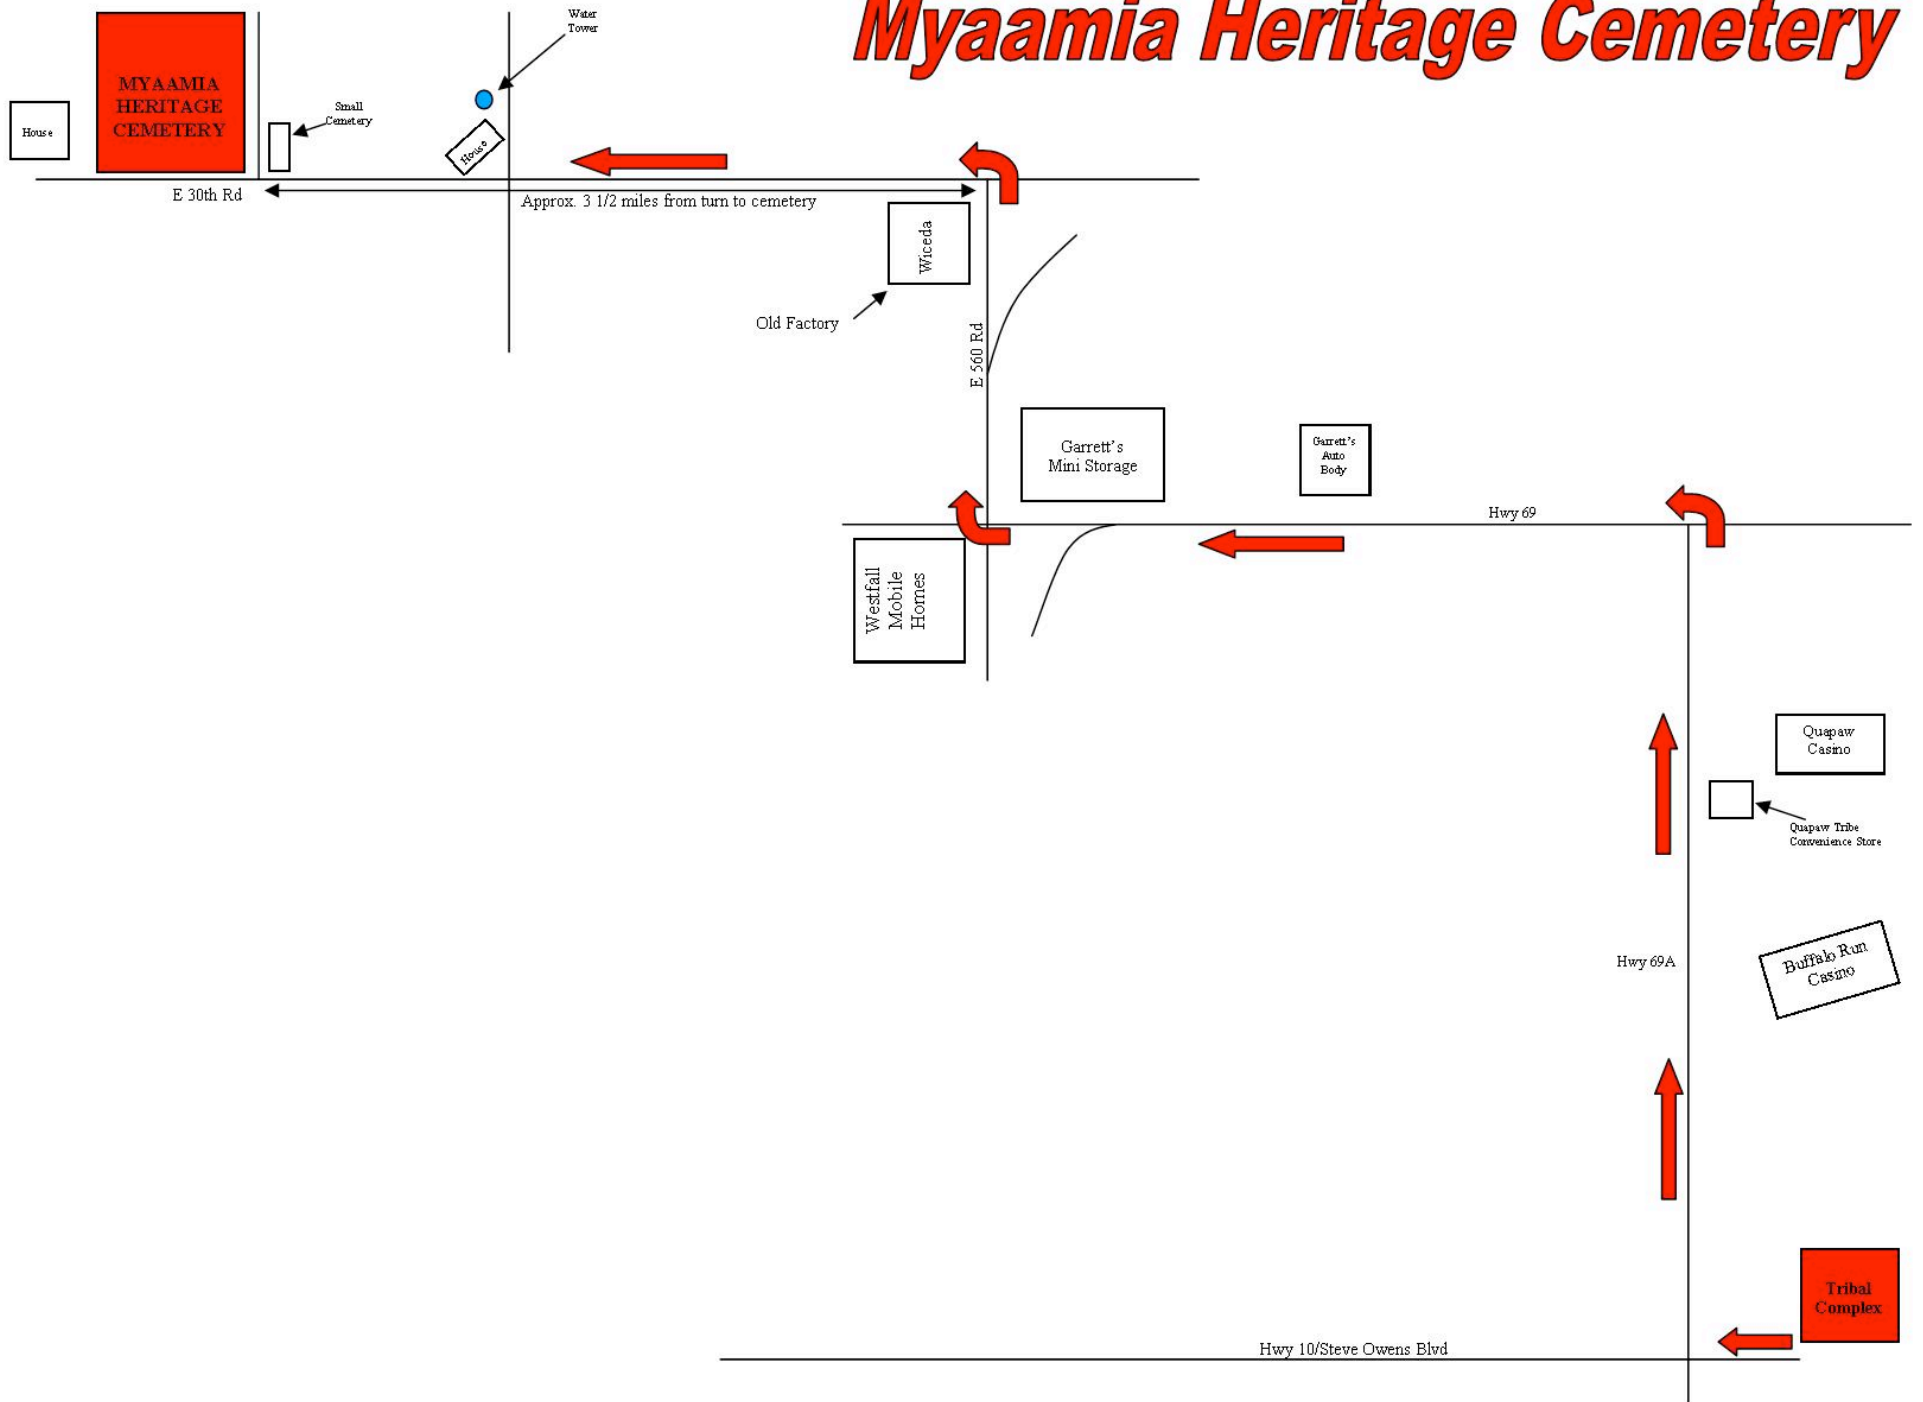 Myaamia Heritage Cemetery
Water
Tower
MYAAMIA
HERITAGE
CEMETERY
House
Small
Cemetery
House
E 30th Rd
Approx. 3 1/2 miles from turn to cemetery
Wiceda
Old Factory
E 560 Rd
Garrett's
Mini Storage
Garrett's
Auto
Body
Hwy 69
Westfall
Mobile
Homes
Quapaw
Casino
Quapaw Tribe
Convenience Store
Buffalo Run
Casino
Hwy 69A
Tribal
Complex
Hwy 10/Steve Owens Blvd